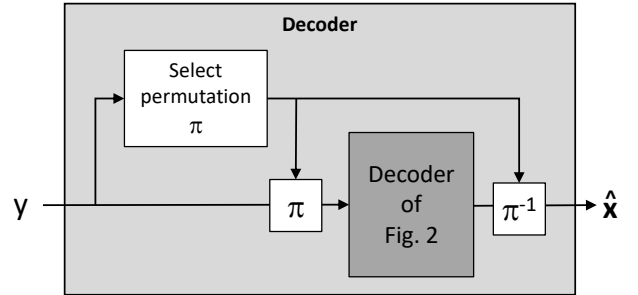 Decoder
Select
permutation
π
y
π
Decoder
of
Fig. 2
π-1
x̂